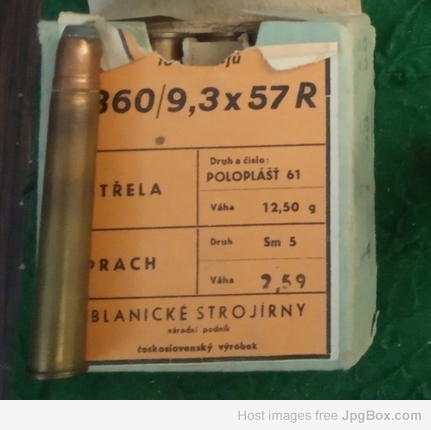 360/9,3x57R
TŘELA
Druh a číslo:
POLOPLÁŠŤ 61
Váha 12,50 g
PRACH
Druh Sm 5
Váha 2,59
BLANICKÉ STROJÍRNY
národní podnik
československý výrobek
Host images free JpgBox.com